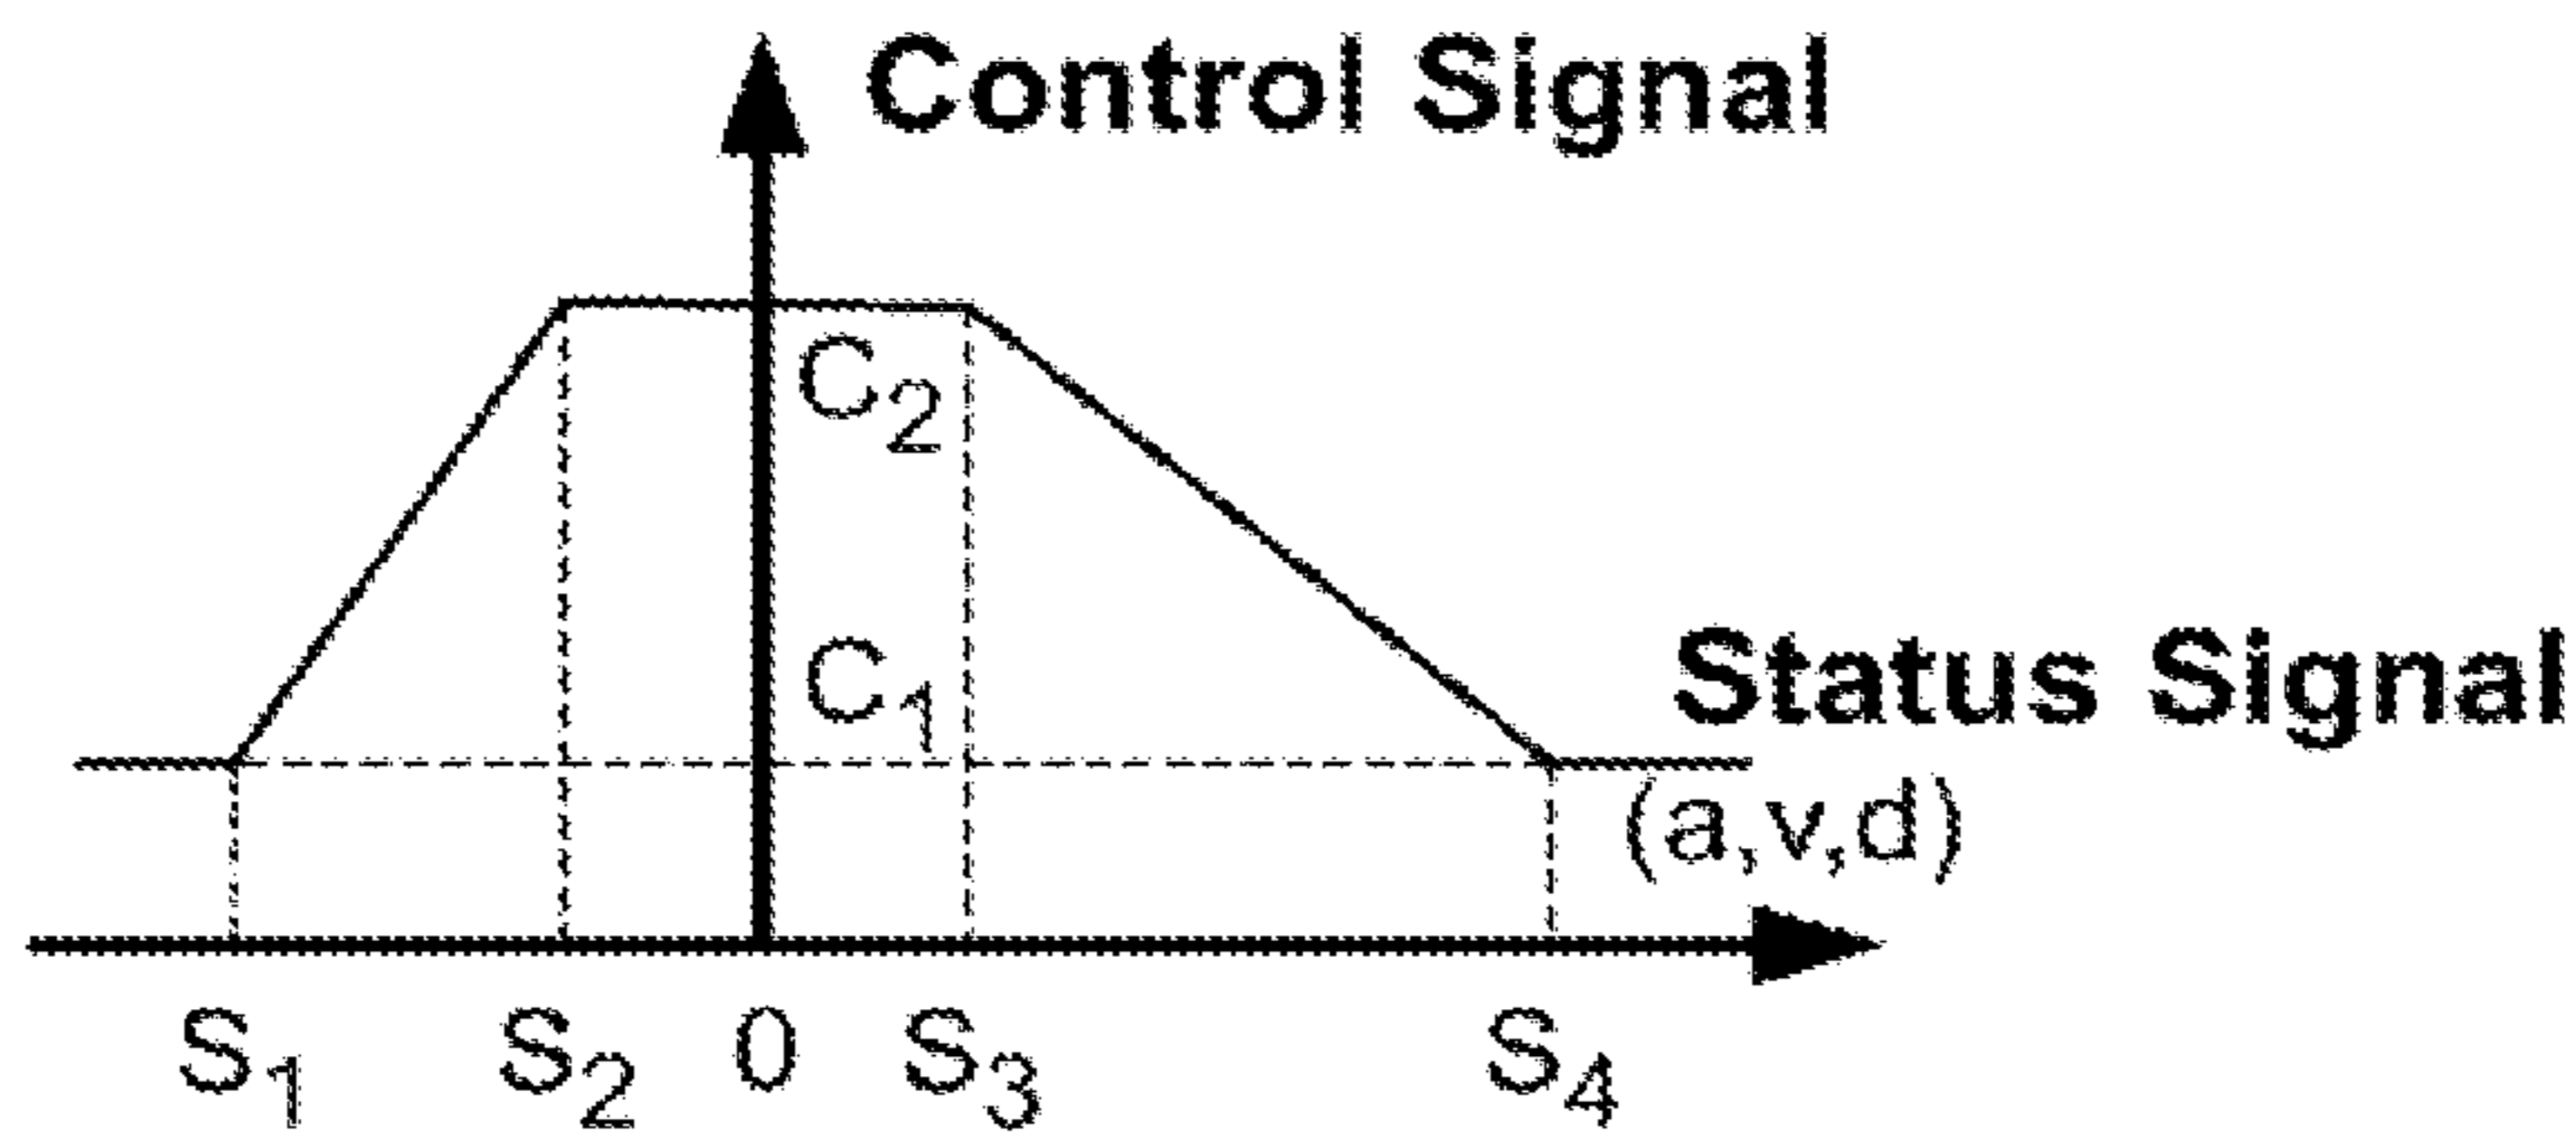 Control Signal
C2
C1
Status Signal
(a,v,d)
S1 S2 0 S3 S4